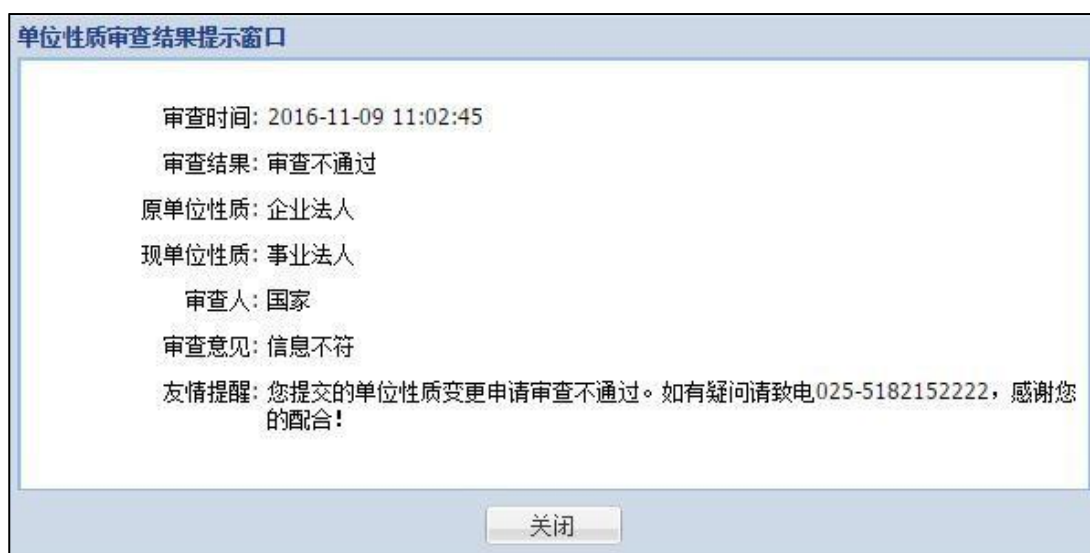 单位性质审查结果提示窗口
审查时间: 2016-11-09 11:02:45
审查结果: 审查不通过
原单位性质: 企业法人
现单位性质: 事业法人
审查人: 国家
审查意见: 信息不符
友情提醒: 您提交的单位性质变更申请审查不通过。如有疑问请致电025-5182152222，感谢您
的配合!
关闭